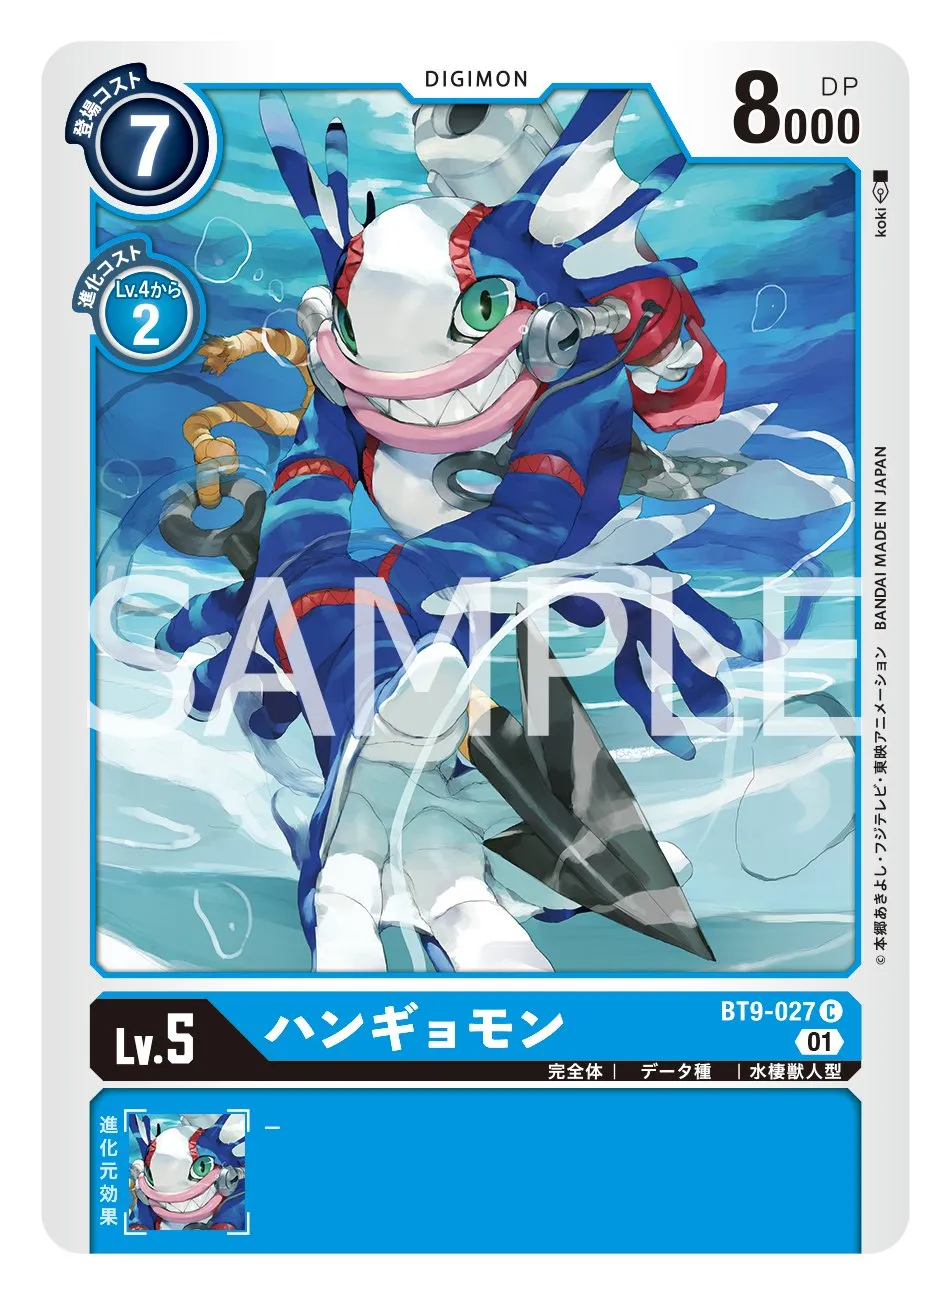 DIGIMON
登場コスト
7
8000
DP
進化コスト
Lv.4から
2
koki
BANDAI MADE IN JAPAN
©本郷あきよし・フジテレビ・東映アニメーション
SAMPLE
Lv.5
ハンギョモン
BT9-027 C
01
完全体 | データ種 | 水棲獣人型
進化元効果
–